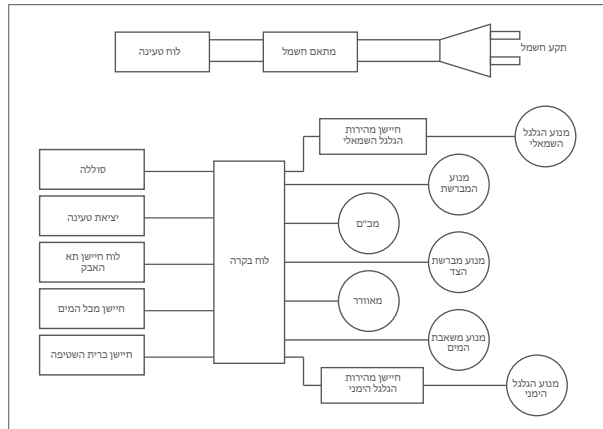 תקע חשמל
מתאם חשמל
לוח טעינה
מנוע הגלגל
השמאלי
חיישן מהירות
הגלגל השמאלי
מנוע
המברשת
סוללה
מכ"ם
יציאת טעינה
לוח בקרה
מנוע מברשת
הצד
לוח חיישן תא
האבק
מאוורר
חיישן מכל המים
מנוע משאבת
המים
חיישן כרית השטיפה
חיישן מהירות
הגלגל הימני
מנוע הגלגל
הימני